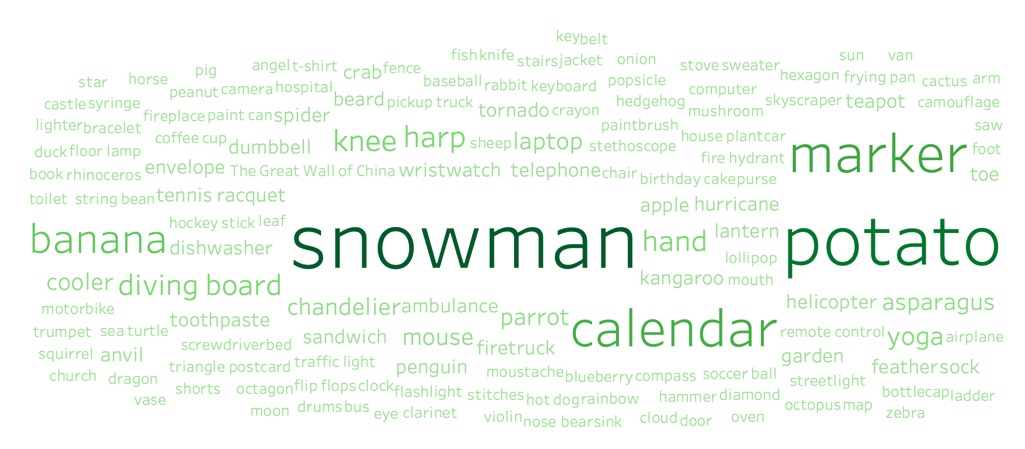 key belt
fish knife stairs jacket onion sun van
star horse pig angel t-shirt crab fence baseball rabbit keyboard popsicle stove sweater hexagon frying pan cactus arm
castle syringe peanut camera hospital beard pickup truck tornado crayon hedgehog computer mushroom skyscraper teapot camouflage
lighter bracelet fireplace paint can spider coffee cup dumbbell knee harp sheep laptop stethoscope paintbrush house plant car marker saw
duck floor lamp envelope The Great Wall of China wristwatch telephone chair fire hydrant foot
book rhinoceros birthday cake purse toe
toilet string bean tennis racquet apple hurricane
banana hockey stick leaf snowman hand lantern potato
dishwasher lollipop
cooler diving board kangaroo mouth
motorbike toothpaste chandelier ambulance parrot calendar helicopter asparagus
trumpet sea turtle screwdriver bed sandwich mouse firetruck remote control yoga airplane
squirrel anvil triangle postcard traffic light penguin moustache blueberry compass soccer ball garden feather sock
church dragon shorts octagon flip flops clock flashlight stitches hot dog rainbow hammer diamond streetlight bottlecap ladder
vase moon drums bus eye clarinet violin nose bear sink cloud door oven octopus map zebra